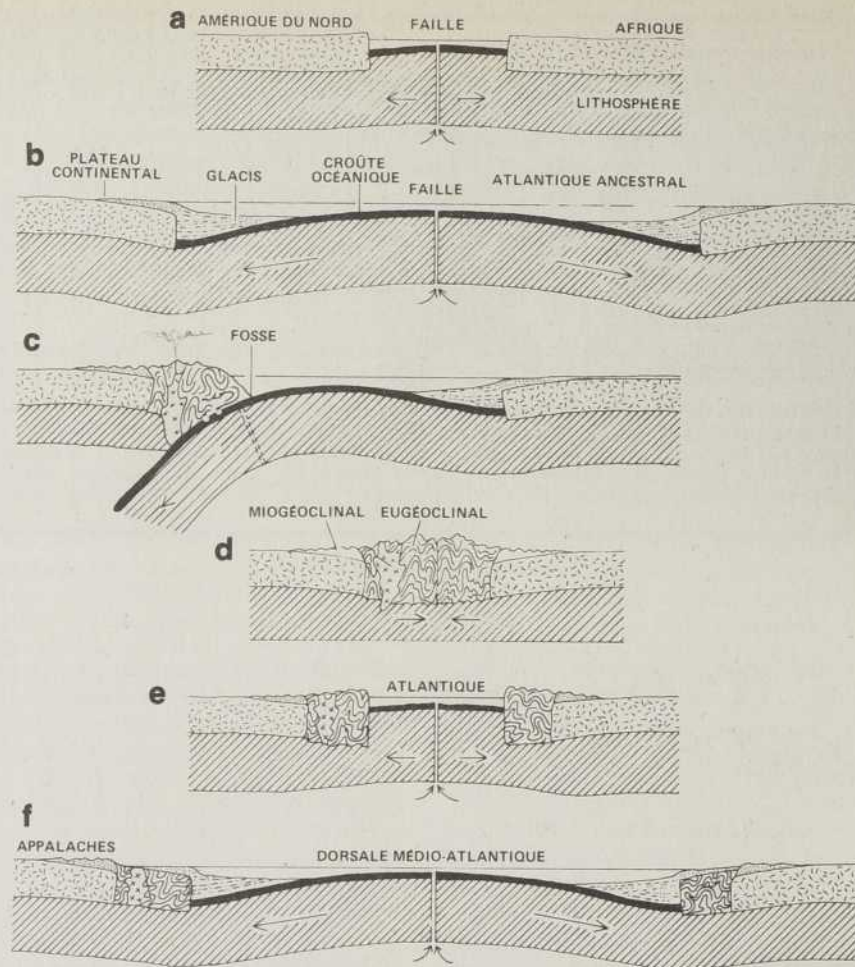 a
AMÉRIQUE DU NORD FAILLE AFRIQUE
LITHOSPHÈRE
b
PLATEAU
CONTINENTAL
GLACIS
CROÛTE
OCÉANIQUE
FAILLE
ATLANTIQUE ANCESTRAL
c
FOSSE
d
MIOGÉOCLINAL EUGÉOCLINAL
e
ATLANTIQUE
f
APPALACHES
DORSALE MÉDIO-ATLANTIQUE